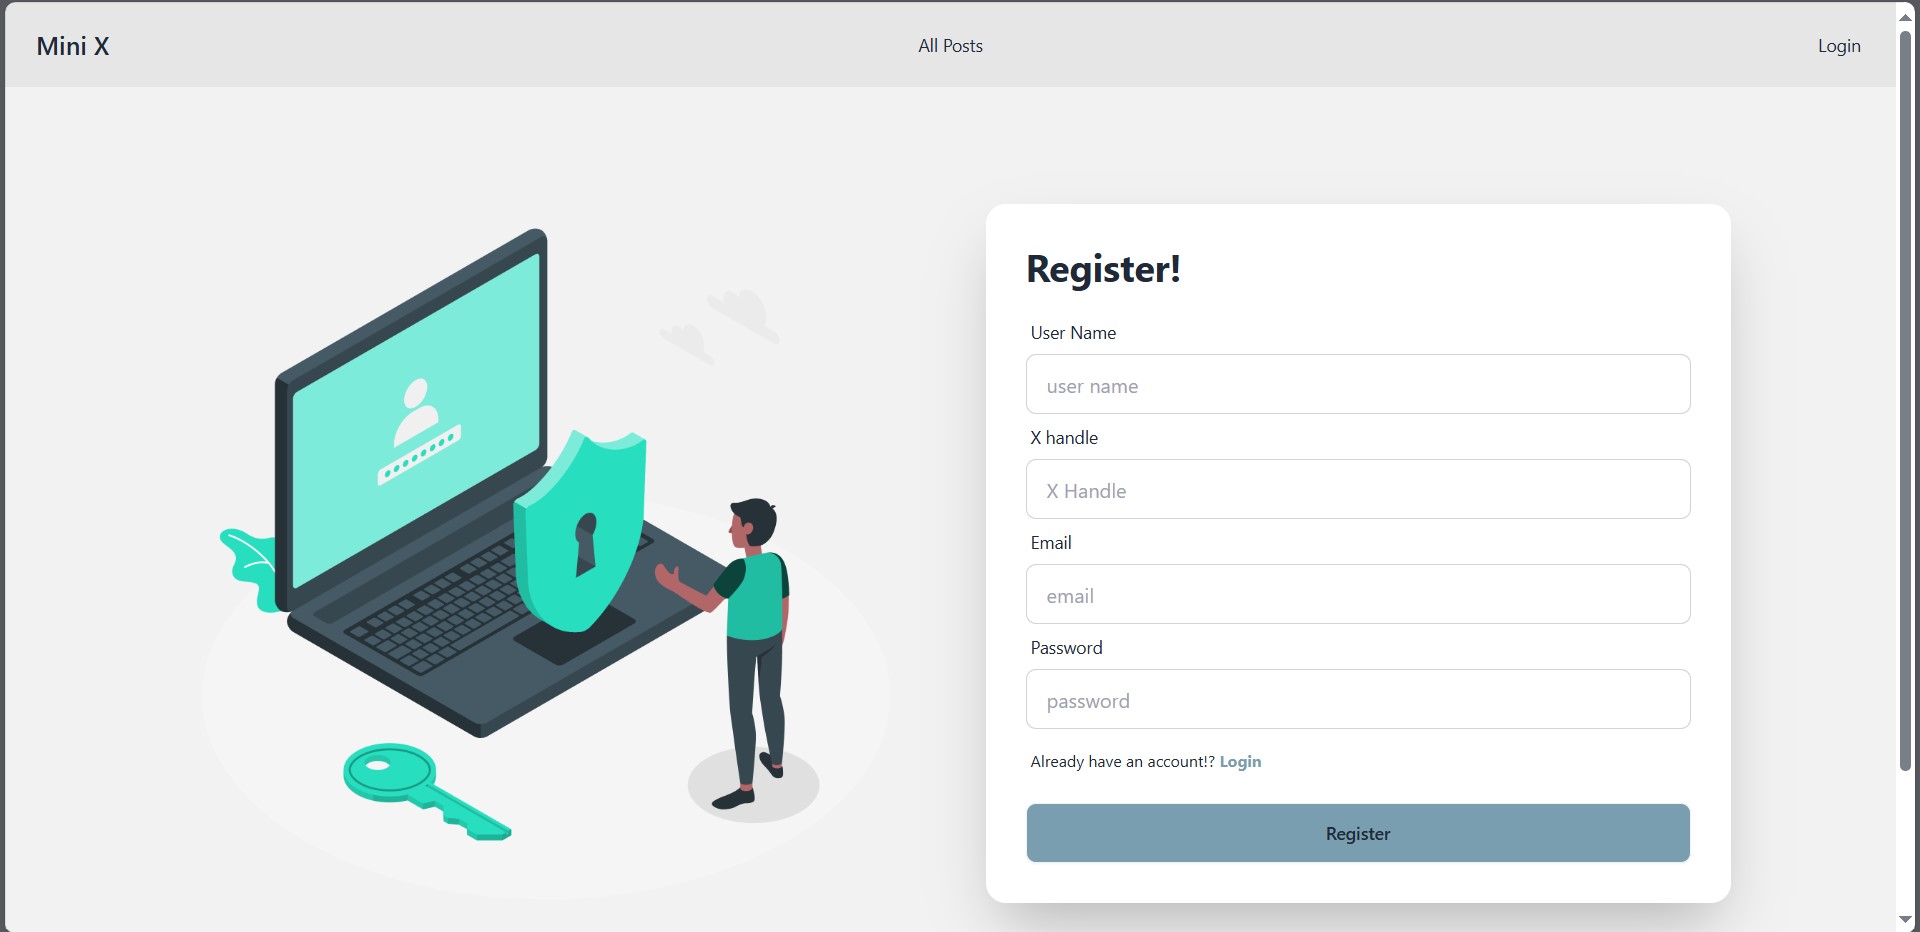 Mini X
All Posts
Login
Register!
User Name
user name
X handle
X Handle
Email
email
Password
password
Already have an account!? Login
Register